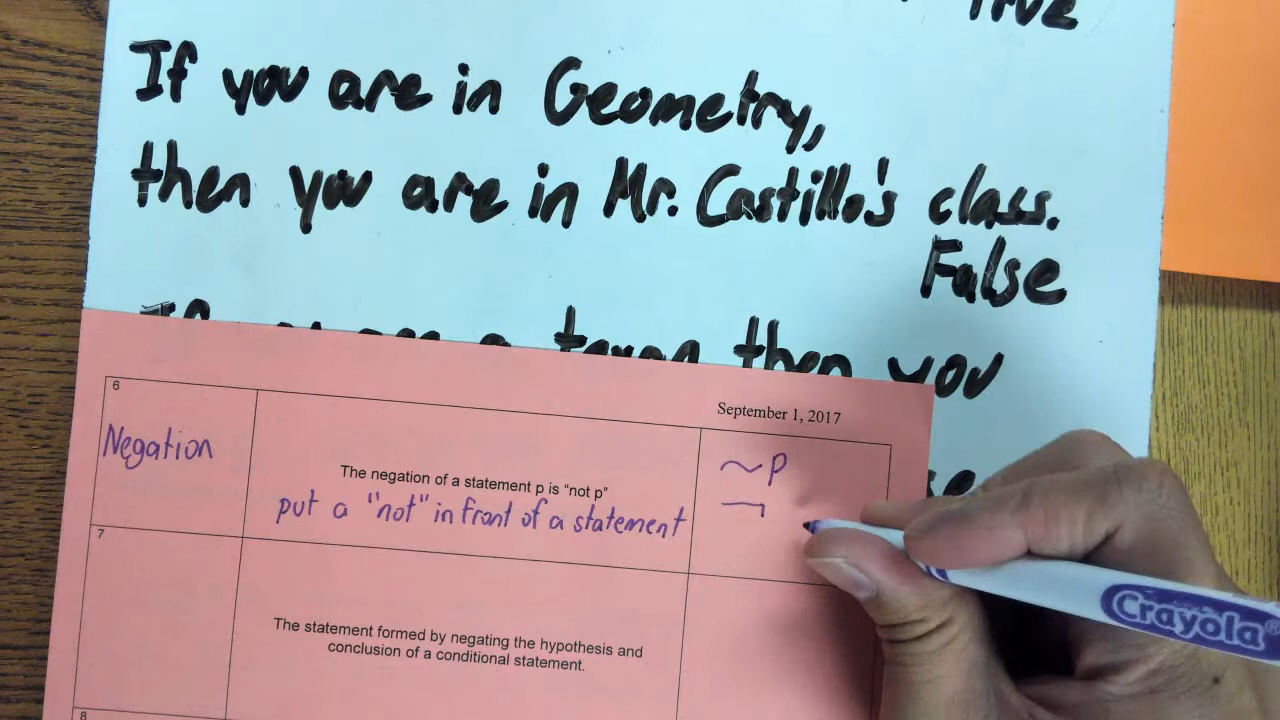 True
If you are in Geometry,
then you are in Mr. Castillo's class.
False
then you
September 1, 2017
6
Negation
The negation of a statement p is "not p"
put a "not" in front of a statement
~p
¬
7
The statement formed by negating the hypothesis and
conclusion of a conditional statement.
8
Crayola®